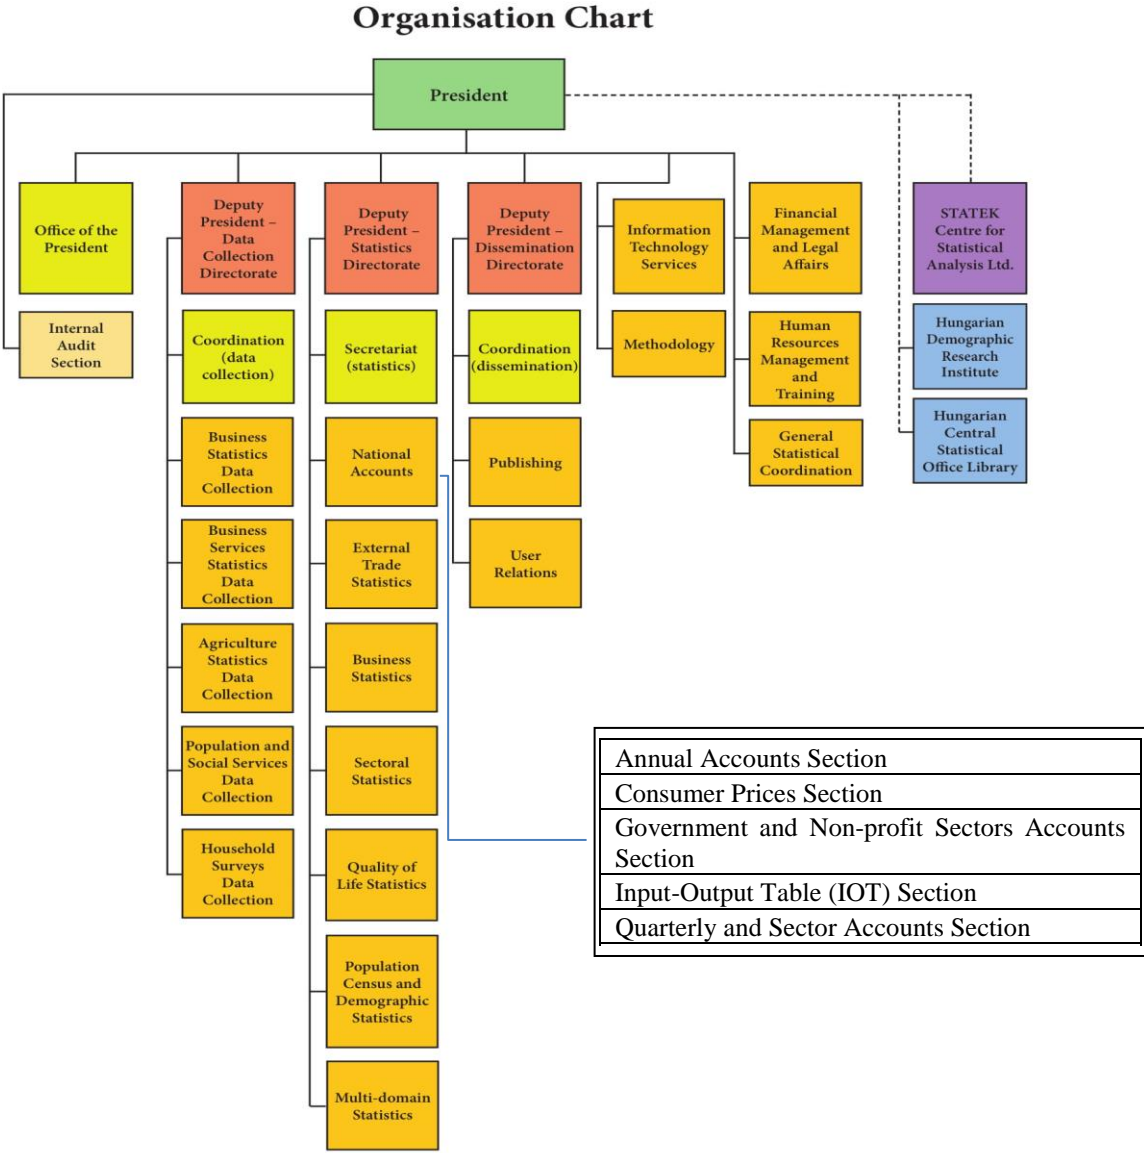 Organisation Chart
President
Office of the
President
Internal
Audit
Section
Deputy
President –
Data
Collection
Directorate
Coordination
(data
collection)
Business
Statistics
Data
Collection
Business
Services
Statistics
Data
Collection
Agriculture
Statistics
Data
Collection
Population and
Social Services
Data
Collection
Household
Surveys
Data
Collection
Deputy
President –
Statistics
Directorate
Secretariat
(statistics)
National
Accounts
External
Trade
Statistics
Business
Statistics
Sectoral
Statistics
Quality of
Life Statistics
Population
Census and
Demographic
Statistics
Multi-domain
Statistics
Deputy
President –
Dissemination
Directorate
Coordination
(dissemination)
Publishing
User
Relations
Information
Technology
Services
Methodology
Financial
Management
and Legal
Affairs
Human
Resources
Management
and
Training
General
Statistical
Coordination
STATEK
Centre for
Statistical
Analysis Ltd.
Hungarian
Demographic
Research
Institute
Hungarian
Central
Statistical
Office Library
Annual Accounts Section
Consumer Prices Section
Government and Non-profit Sectors Accounts
Section
Input-Output Table (IOT) Section
Quarterly and Sector Accounts Section